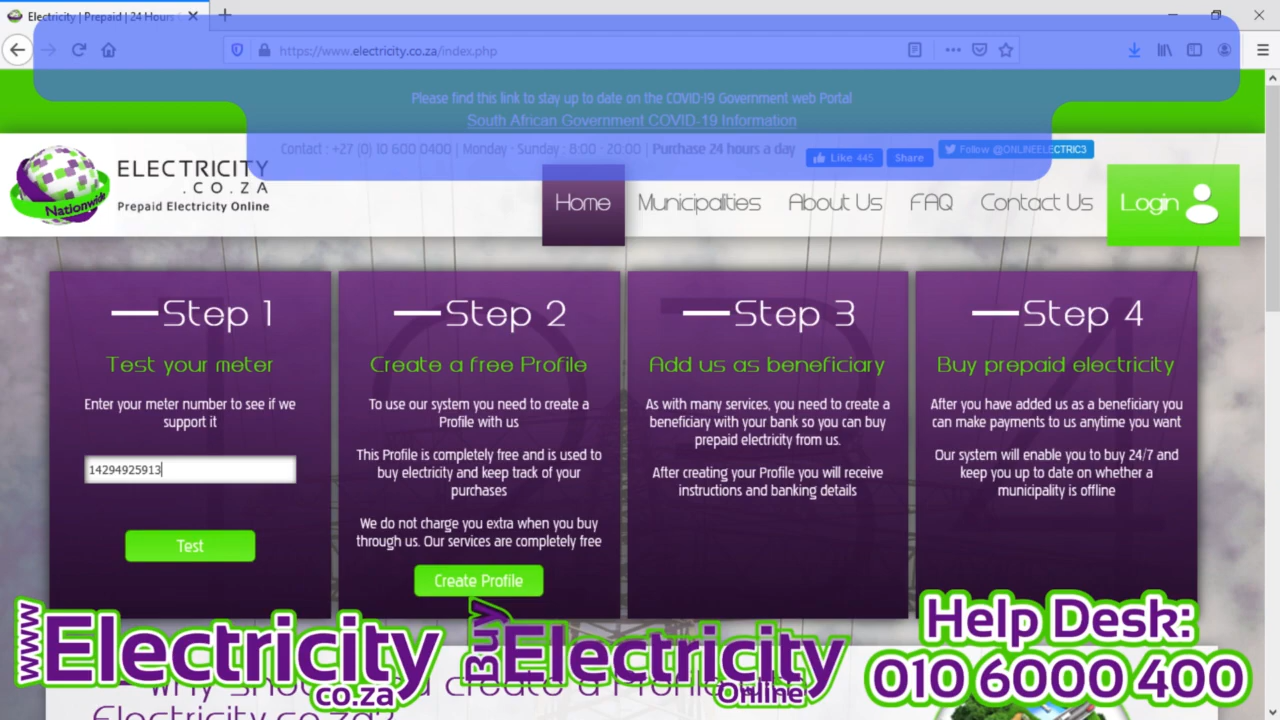 Electricity | Prepaid | 24 Hours
https://www.electricity.co.za/index.php
Please find this link to stay up to date on the COVID-19 Government web Portal
South African Government COVID-19 Information
Contact : +27 (0) 10 600 0400 | Monday - Sunday : 8:00 - 20:00 | Purchase 24 hours a day
Like 445
Share
Follow @ONLINEELECTRIC3
ELECTRICITY
.CO.ZA
Prepaid Electricity Online
Nationwide
Home
Municipalities
About Us
FAQ
Contact Us
Login
Step 1
Test your meter
Enter your meter number to see if we
support it
14294925913
Test
Step 2
Create a free Profile
To use our system you need to create a
Profile with us
This Profile is completely free and is used to
buy electricity and keep track of your
purchases
We do not charge you extra when you buy
through us. Our services are completely free
Create Profile
Step 3
Add us as beneficiary
As with many services, you need to create a
beneficiary with your bank so you can buy
prepaid electricity from us.
After creating your Profile you will receive
instructions and banking details
Step 4
Buy prepaid electricity
After you have added us as a beneficiary you
can make payments to us anytime you want
Our system will enable you to buy 24/7 and
keep you up to date on whether a
municipality is offline
www
Electricity
co.za
Buy
Electricity
Online
Help Desk:
010 6000 400
Why should you create a Profile
Electricity.co.za?